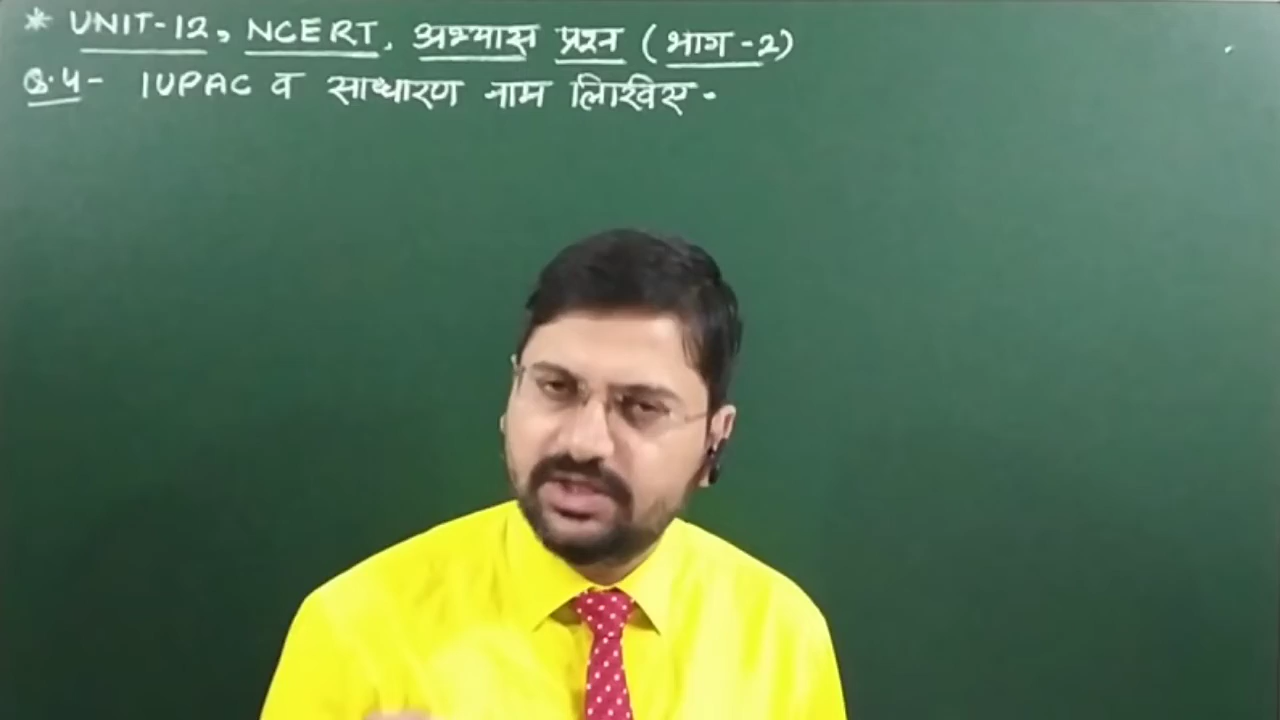 * UNIT-12, NCERT, अभ्यास प्रश्न (भाग-2)
Q.4- IUPAC व साधारण नाम लिखिए-